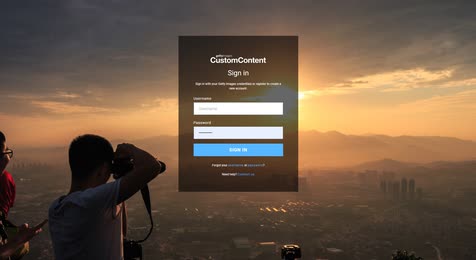 gettyimages
CustomContent
Sign in
Sign in with your Getty Images credentials or register to create a
new account.
Username
Username
Password
SIGN IN
Forgot your username or password?
Need help? Contact us